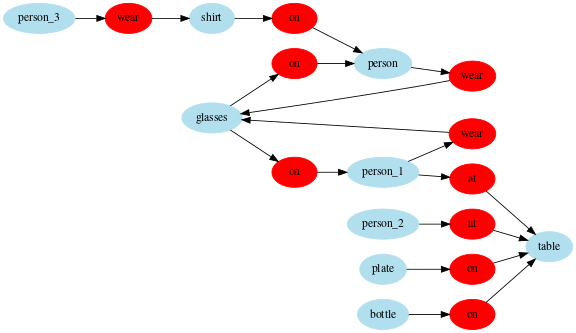 person_3 wear shirt on
on person
wear
glasses
wear
on person_1
at
person_2 at
table
plate on
bottle on